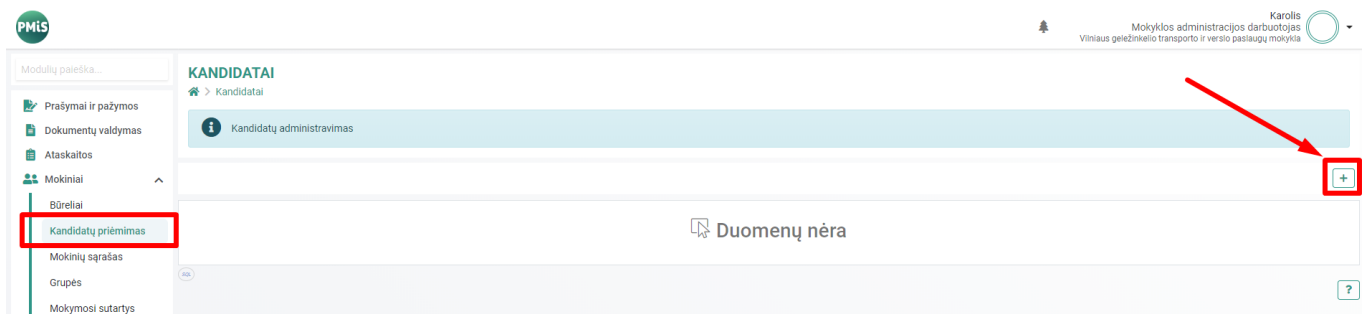 PMiS
Karolis
Mokyklos administracijos darbuotojas
Vilniaus geležinkelio transporto ir verslo paslaugų mokykla
Modulių paieška...
Prašymai ir pažymos
Dokumentų valdymas
Ataskaitos
Mokiniai
Būreliai
Kandidatų priėmimas
Mokinių sąrašas
Grupės
Mokymosi sutartys
KANDIDATAI
> Kandidatai
Kandidatų administravimas
+
Duomenų nėra
SQL
?